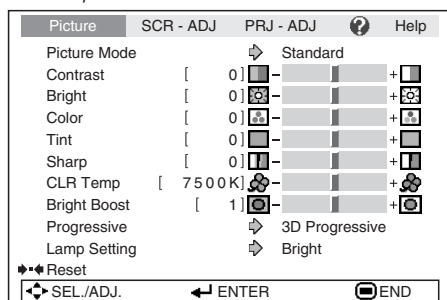 Picture SCR - ADJ PRJ - ADJ ? Help
Picture Mode Standard
Contrast [ 0] - +
Bright [ 0] - +
Color [ 0] - +
Tint [ 0] - +
Sharp [ 0] - +
CLR Temp [ 7500K] - +
Bright Boost [ 1] - +
Progressive 3D Progressive
Lamp Setting Bright
Reset
SEL./ADJ. ENTER END